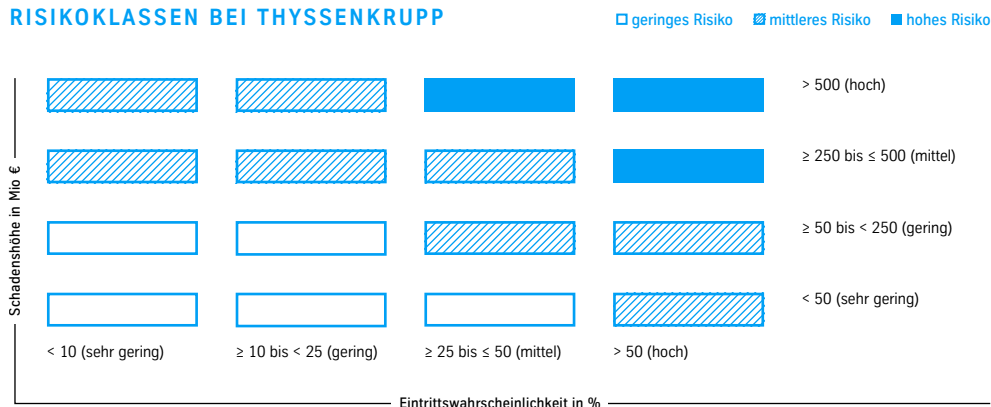 RISIKOKLASSEN BEI THYSSENKRUPP
geringes Risiko mittleres Risiko hohes Risiko
> 500 (hoch)
≥ 250 bis ≤ 500 (mittel)
≥ 50 bis < 250 (gering)
< 50 (sehr gering)
Schadenshöhe in Mio €
< 10 (sehr gering) ≥ 10 bis < 25 (gering) ≥ 25 bis ≤ 50 (mittel) > 50 (hoch)
Eintrittswahrscheinlichkeit in %